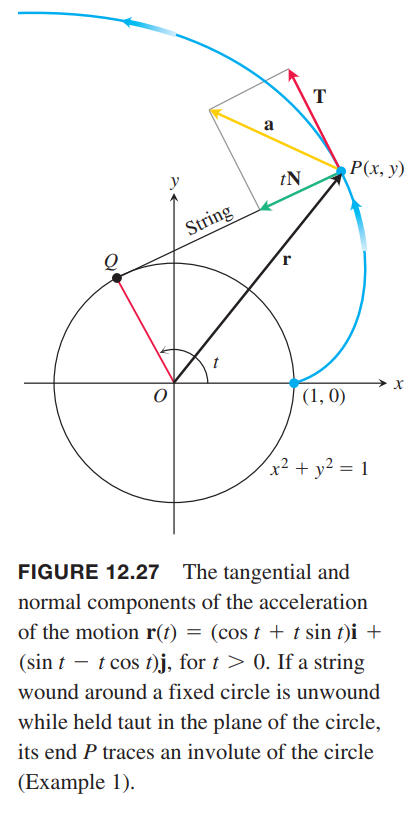 T
a
P(x, y)
tN
y
String
Q
r
t
x
O
(1, 0)
x² + y² = 1
FIGURE 12.27 The tangential and
normal components of the acceleration
of the motion r(t) = (cos t + t sin t)i +
(sin t − t cos t)j, for t > 0. If a string
wound around a fixed circle is unwound
while held taut in the plane of the circle,
its end P traces an involute of the circle
(Example 1).